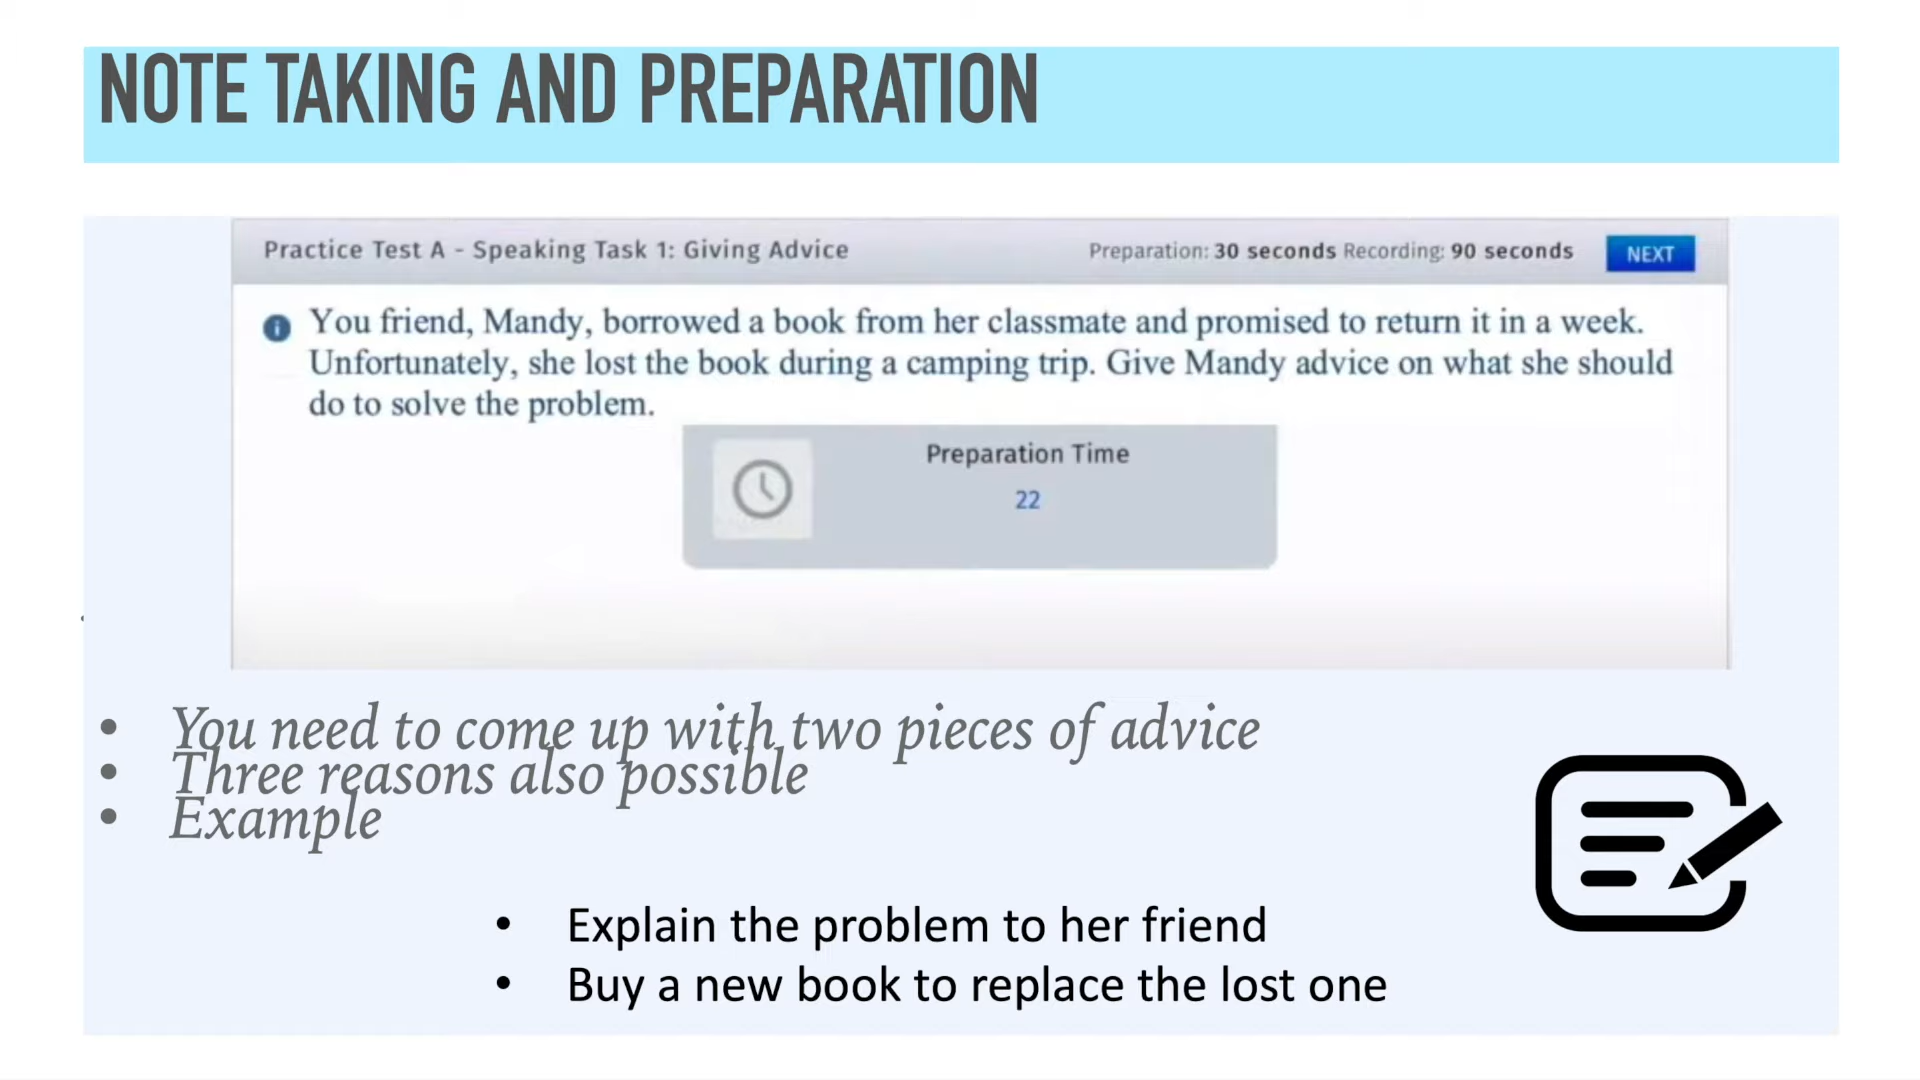 NOTE TAKING AND PREPARATION
Practice Test A - Speaking Task 1: Giving Advice
Preparation: 30 seconds Recording: 90 seconds
NEXT
You friend, Mandy, borrowed a book from her classmate and promised to return it in a week.
Unfortunately, she lost the book during a camping trip. Give Mandy advice on what she should
do to solve the problem.
Preparation Time
22
• You need to come up with two pieces of advice
• Three reasons also possible
• Example
• Explain the problem to her friend
• Buy a new book to replace the lost one